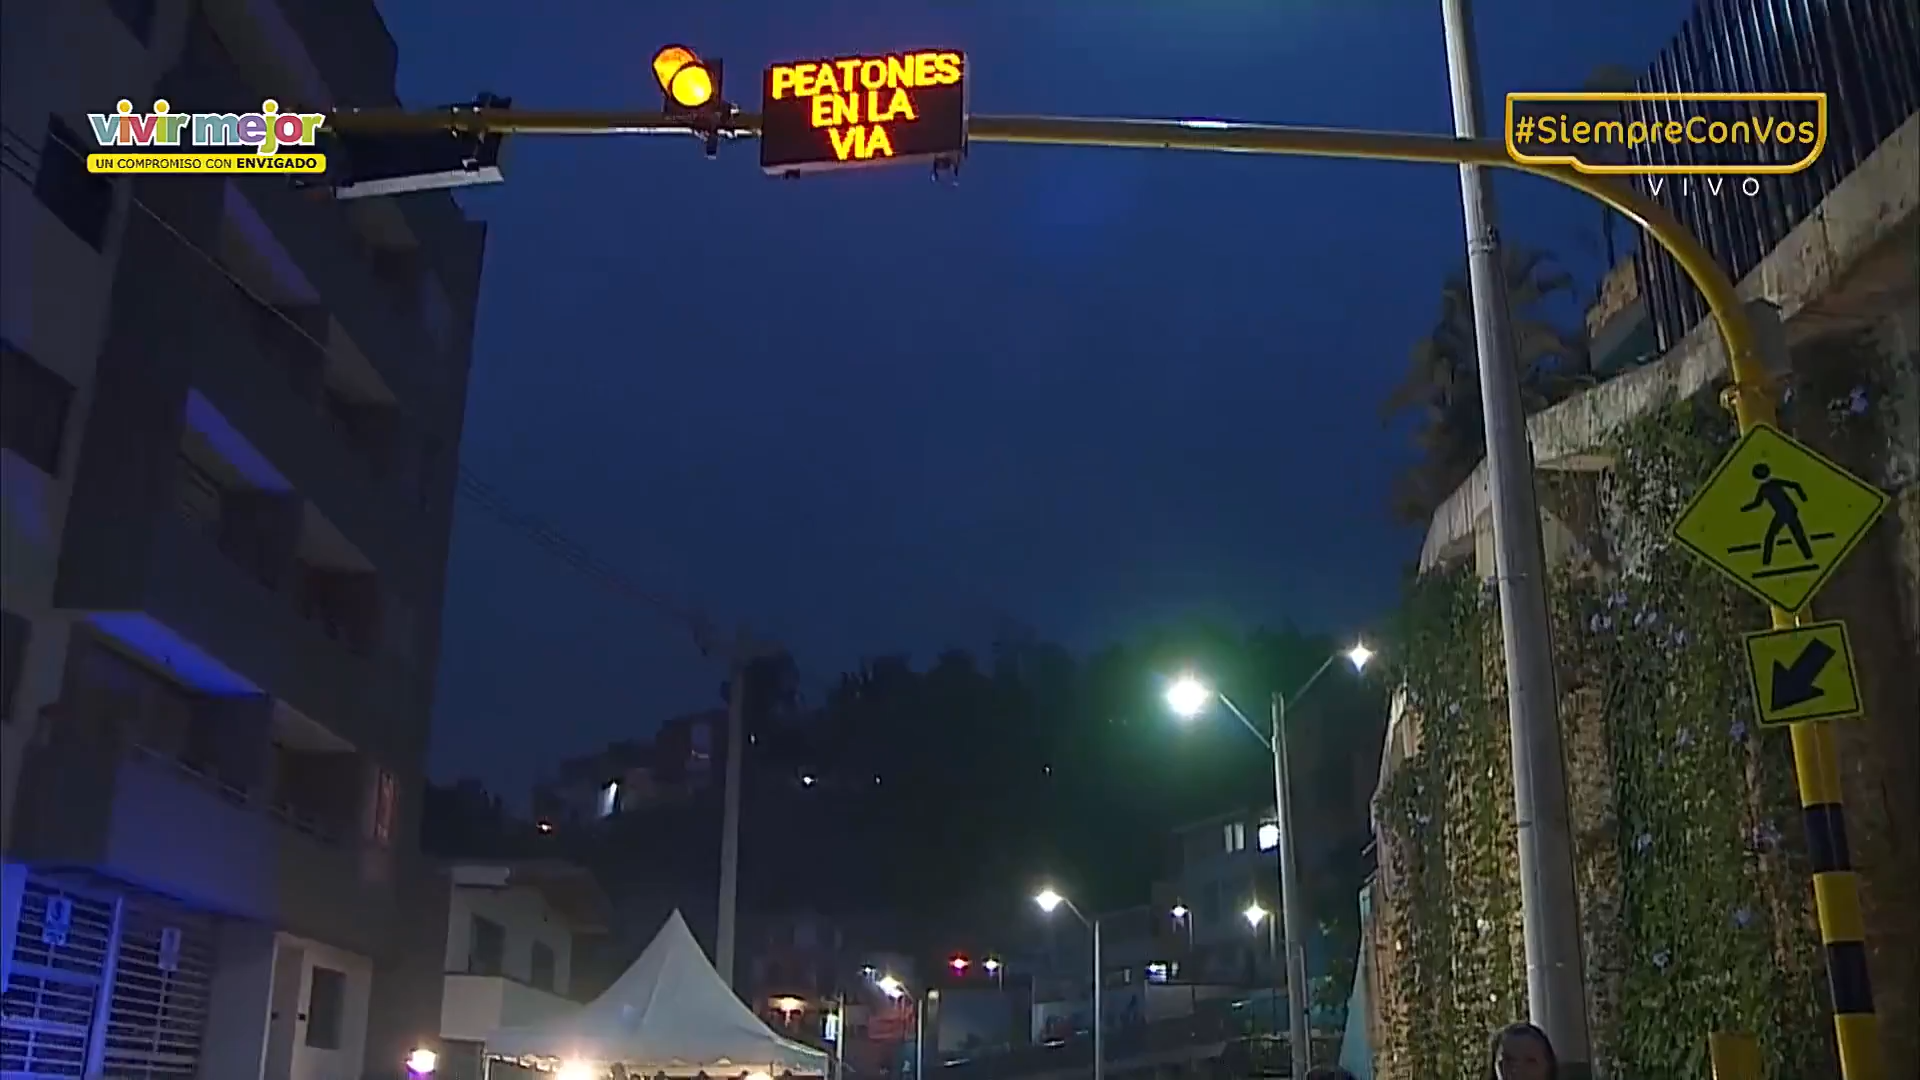 vivir mejor
UN COMPROMISO CON ENVIGADO
PEATONES
EN LA
VIA
#SiempreConVos
VIVO